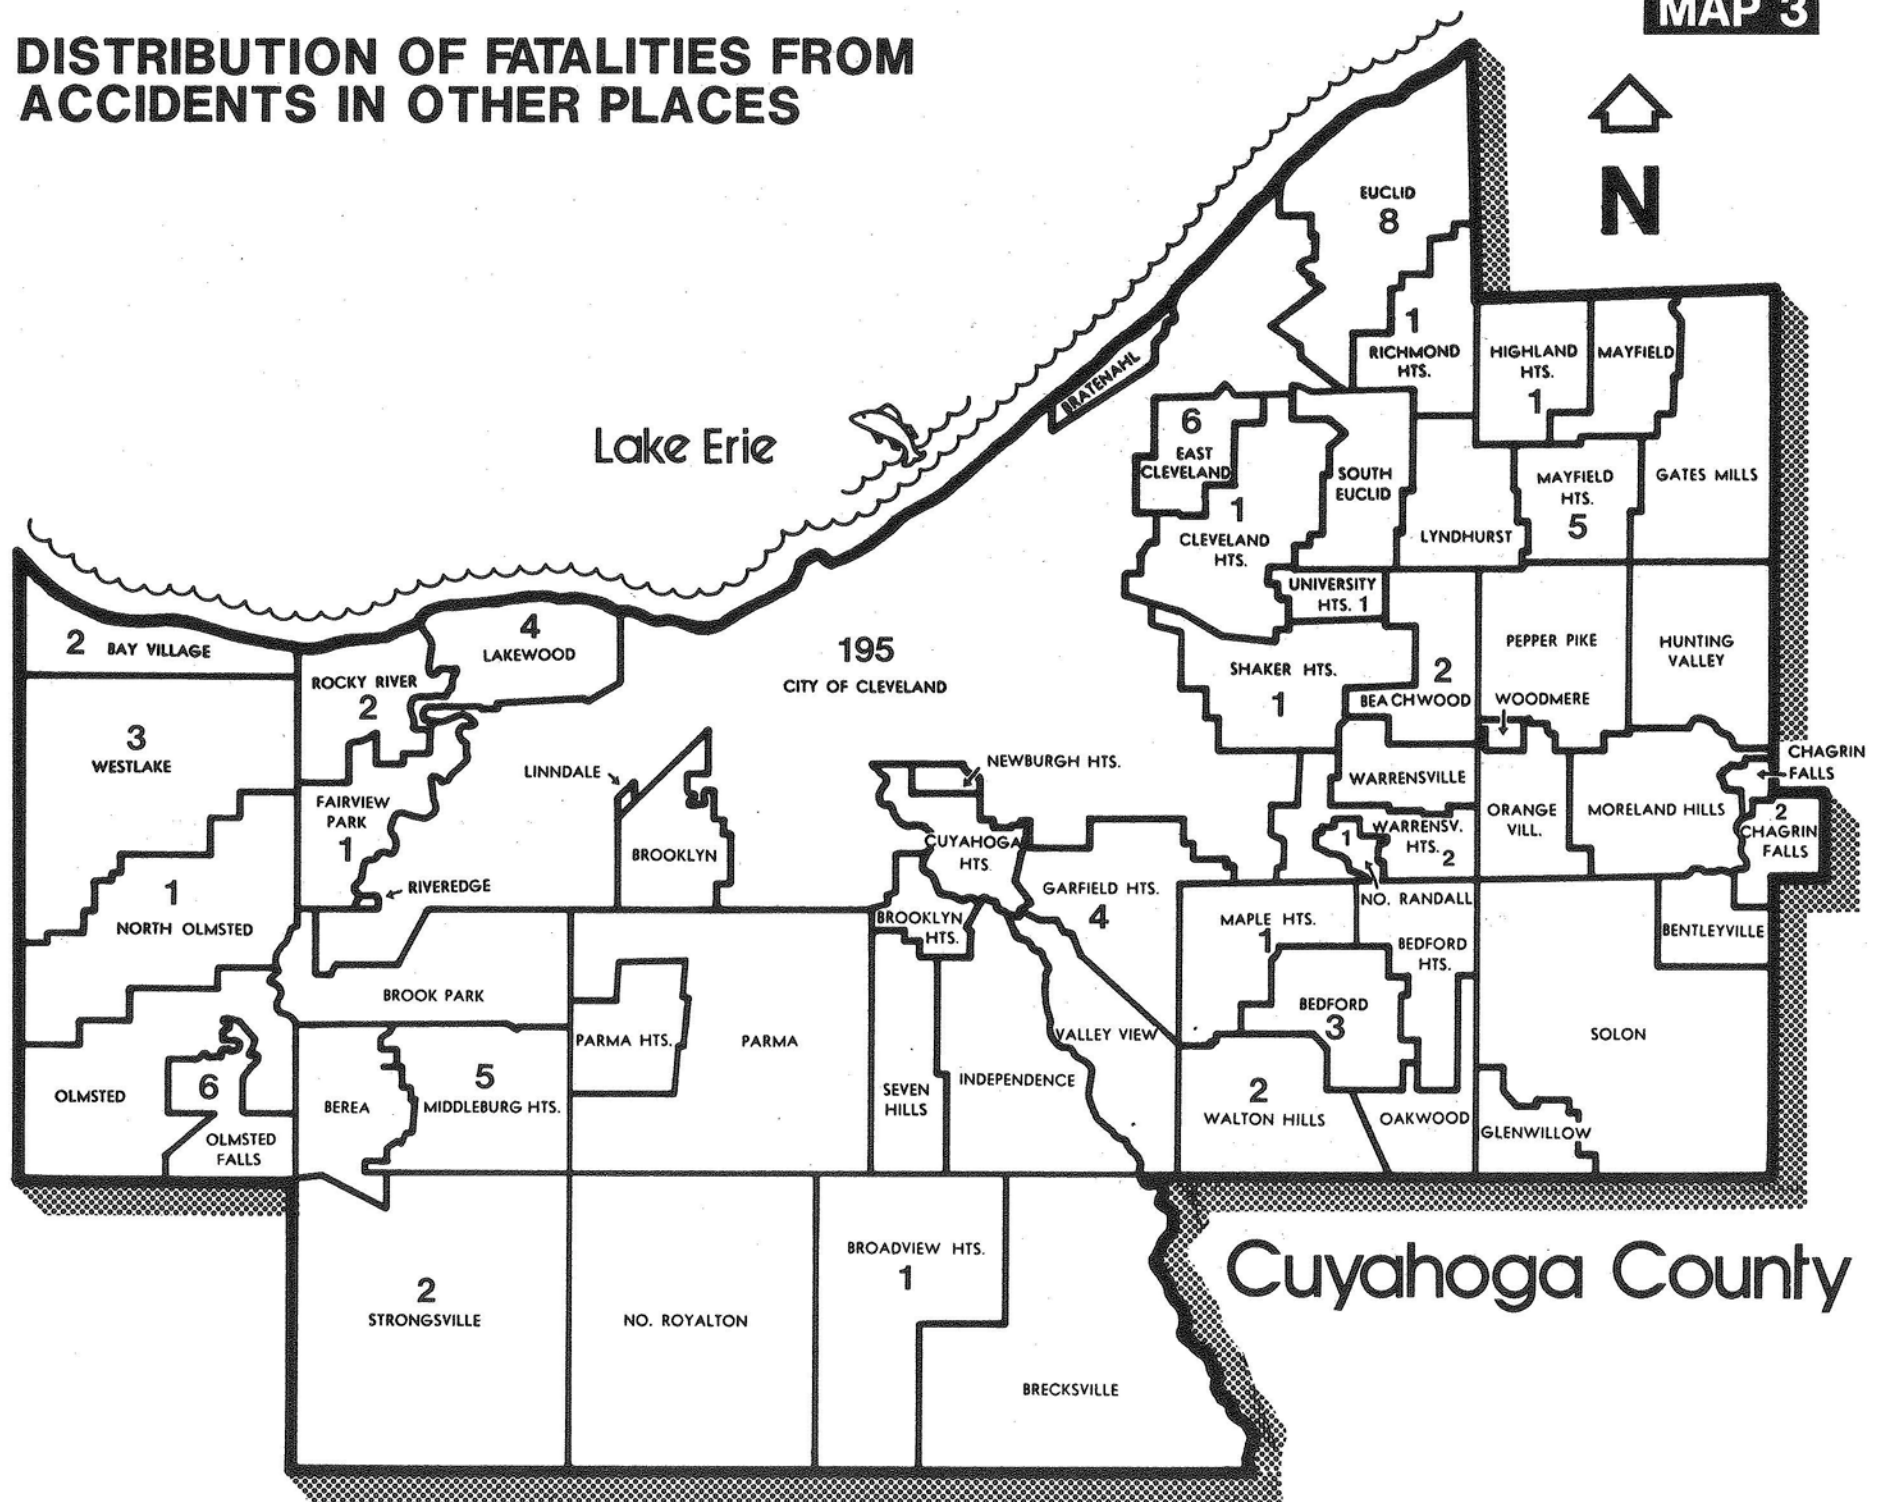 MAP 3
DISTRIBUTION OF FATALITIES FROM
ACCIDENTS IN OTHER PLACES
N
EUCLID
8
1
RICHMOND
HTS.
HIGHLAND
HTS.
1
MAYFIELD
BRATENAHL
Lake Erie
6
EAST
CLEVELAND
1
CLEVELAND
HTS.
SOUTH
EUCLID
LYNDHURST
MAYFIELD
HTS.
5
GATES MILLS
UNIVERSITY
HTS. 1
2 BAY VILLAGE
ROCKY RIVER
2
4
LAKEWOOD
195
CITY OF CLEVELAND
SHAKER HTS.
1
2
BEACHWOOD
PEPPER PIKE
WOODMERE
HUNTING
VALLEY
3
WESTLAKE
FAIRVIEW
PARK
1
LINNDALE
BROOKLYN
RIVEREDGE
NEWBURGH HTS.
CUYAHOGA
HTS.
WARRENSVILLE
WARRENSV.
HTS. 2
1
NO. RANDALL
ORANGE
VILL.
MORELAND HILLS
CHAGRIN
FALLS
2
CHAGRIN
FALLS
1
NORTH OLMSTED
BROOKLYN
HTS.
GARFIELD HTS.
4
MAPLE HTS.
1
BEDFORD
HTS.
BENTLEYVILLE
BROOK PARK
PARMA HTS.
PARMA
VALLEY VIEW
BEDFORD
3
SOLON
OLMSTED
6
OLMSTED
FALLS
BEREA
5
MIDDLEBURG HTS.
SEVEN
HILLS
INDEPENDENCE
2
WALTON HILLS
OAKWOOD
GLENWILLOW
2
STRONGSVILLE
NO. ROYALTON
BROADVIEW HTS.
1
BRECKSVILLE
Cuyahoga County